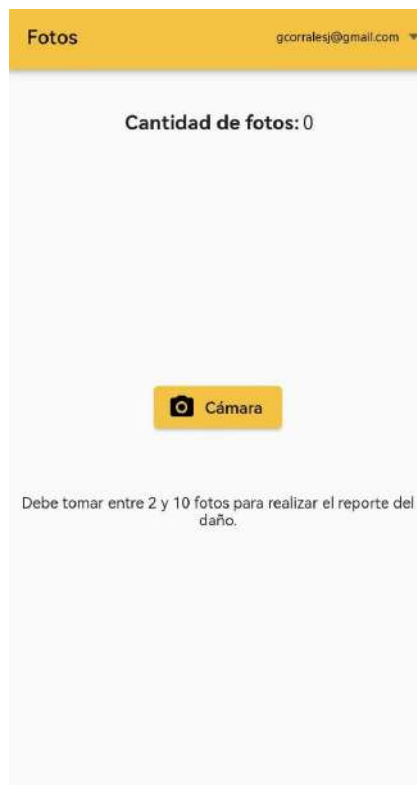 Fotos
gcorralesj@gmail.com
Cantidad de fotos: 0
Cámara
Debe tomar entre 2 y 10 fotos para realizar el reporte del
daño.